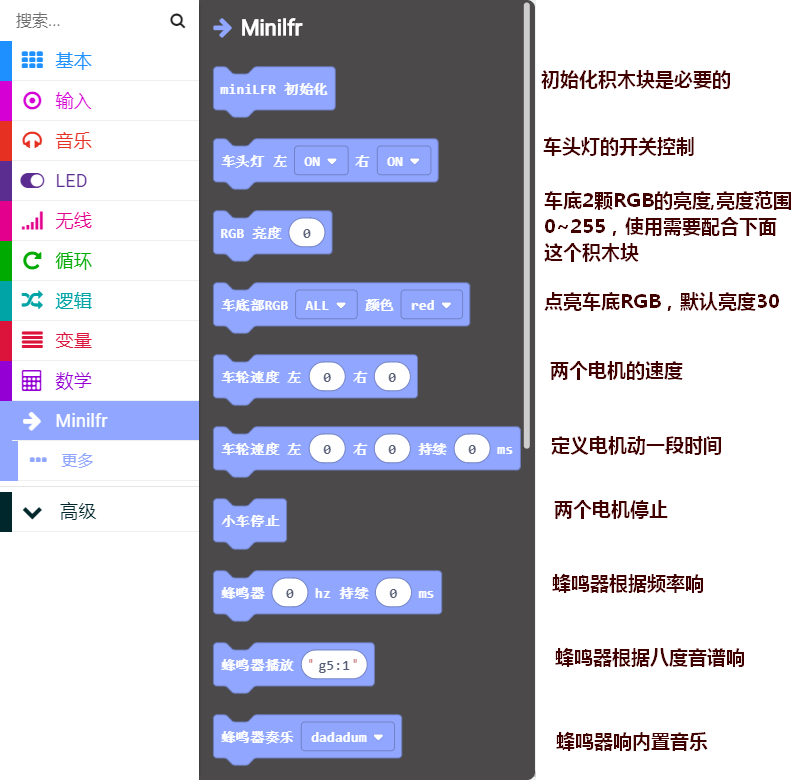 搜索...
基本
输入
音乐
LED
无线
循环
逻辑
变量
数学
Minilfr
更多
高级
Minilfr
miniLFR 初始化
初始化积木块是必要的
车头灯 左 ON 右 ON
车头灯的开关控制
RGB 亮度 0
车底2颗RGB的亮度,亮度范围
0~255，使用需要配合下面
这个积木块
车底部RGB ALL 颜色 red
点亮车底RGB，默认亮度30
车轮速度 左 0 右 0
两个电机的速度
车轮速度 左 0 右 0 持续 0 ms
定义电机动一段时间
小车停止
两个电机停止
蜂鸣器 0 hz 持续 0 ms
蜂鸣器根据频率响
蜂鸣器播放 "g5:1"
蜂鸣器根据八度音谱响
蜂鸣器奏乐 dadadum
蜂鸣器响内置音乐